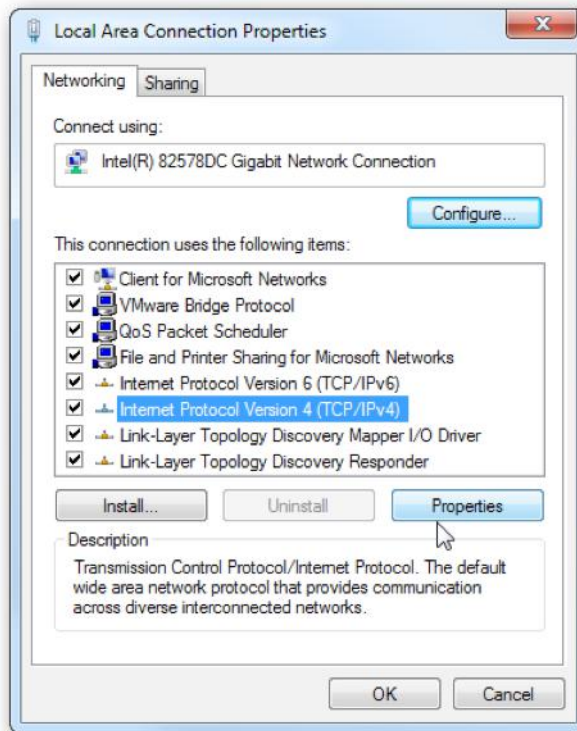 Local Area Connection Properties
Networking
Sharing
Connect using:
Intel(R) 82578DC Gigabit Network Connection
Configure...
This connection uses the following items:
Client for Microsoft Networks
VMware Bridge Protocol
QoS Packet Scheduler
File and Printer Sharing for Microsoft Networks
Internet Protocol Version 6 (TCP/IPv6)
Internet Protocol Version 4 (TCP/IPv4)
Link-Layer Topology Discovery Mapper I/O Driver
Link-Layer Topology Discovery Responder
Install...
Uninstall
Properties
Description
Transmission Control Protocol/Internet Protocol. The default
wide area network protocol that provides communication
across diverse interconnected networks.
OK
Cancel